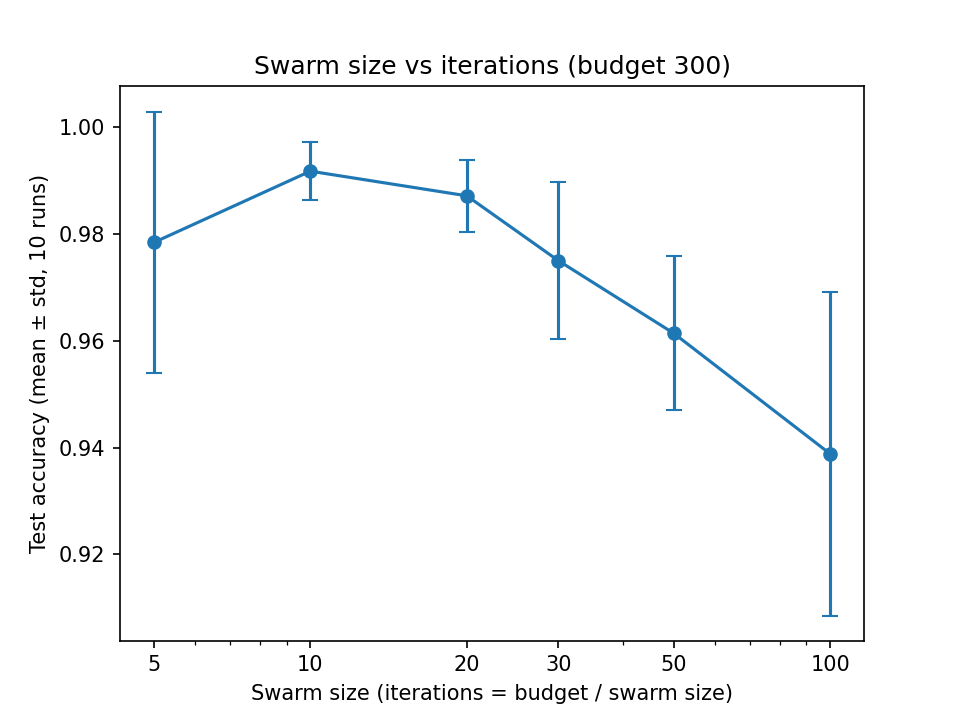 Swarm size vs iterations (budget 300)
Test accuracy (mean ± std, 10 runs)
1.00
0.98
0.96
0.94
0.92
5 10 20 30 50 100
Swarm size (iterations = budget / swarm size)